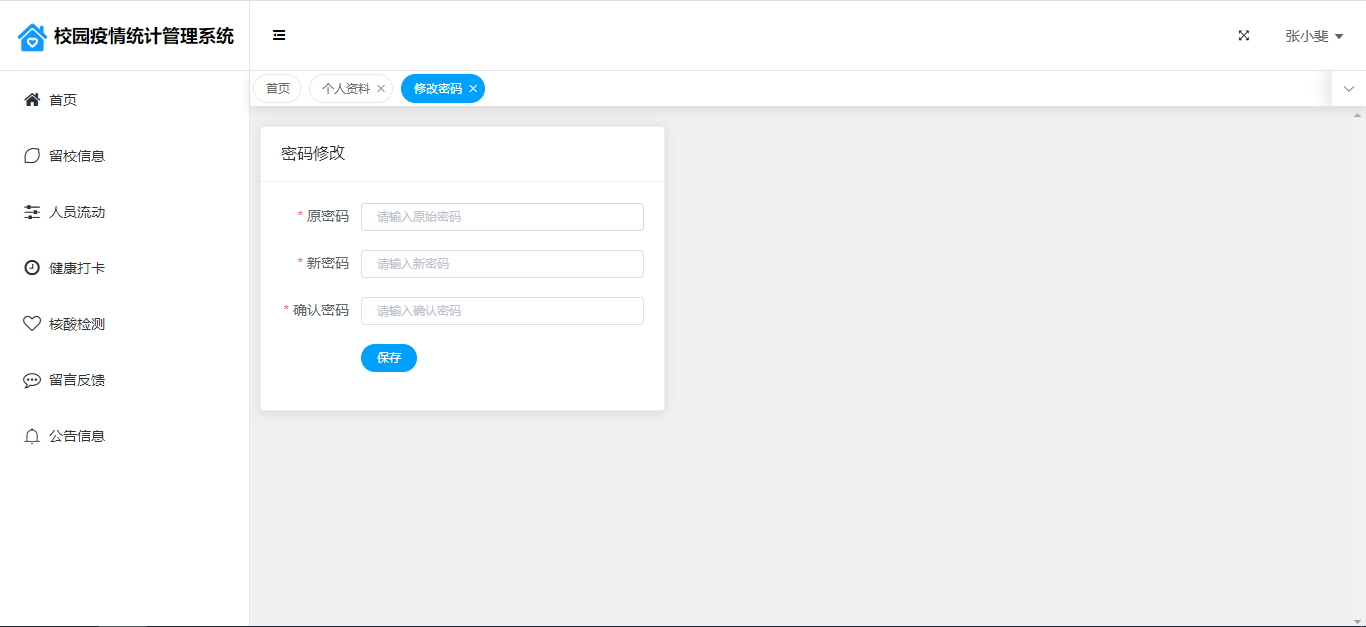 校园疫情统计管理系统
张小斐
首页
留校信息
人员流动
健康打卡
核酸检测
留言反馈
公告信息
首页
个人资料
修改密码
密码修改
* 原密码 请输入原始密码
* 新密码 请输入新密码
* 确认密码 请输入确认密码
保存